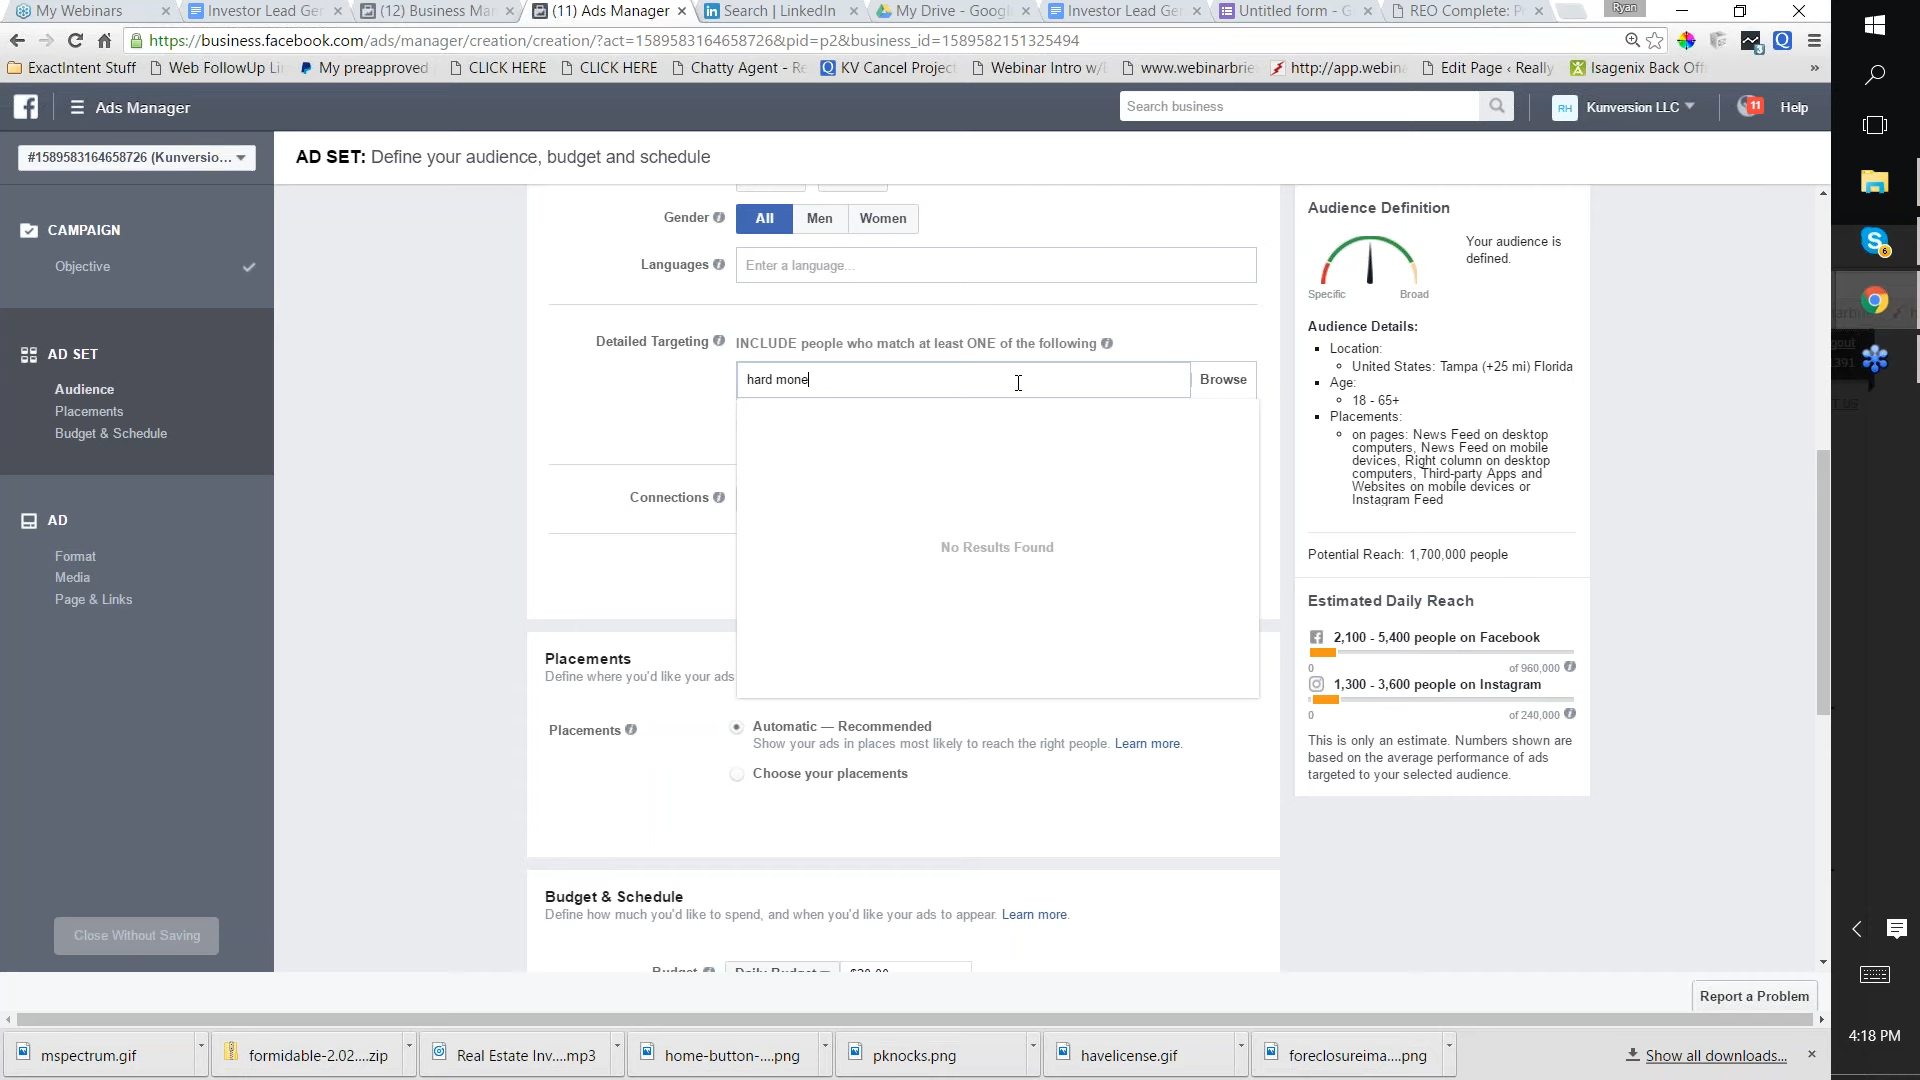 My Webinars
Investor Lead Ger
(12) Business Man
(11) Ads Manager
Search | LinkedIn
My Drive - Googl
Investor Lead Ger
Untitled form - G
REO Complete: P
Ryan
https://business.facebook.com/ads/manager/creation/creation/?act=1589583164658726&pid=p2&business_id=1589582151325494
ExactIntent Stuff
Web FollowUp Li
My preapproved
CLICK HERE
CLICK HERE
Chatty Agent - Re
KV Cancel Project
Webinar Intro w/
www.webinarbrie
http://app.webina
Edit Page ‹ Really
Isagenix Back Off
»
Ads Manager
Search business
RH
Kunversion LLC
11
Help
#1589583164658726 (Kunversio...
AD SET: Define your audience, budget and schedule
CAMPAIGN
Objective
AD SET
Audience
Placements
Budget & Schedule
AD
Format
Media
Page & Links
Close Without Saving
Gender
All
Men
Women
Languages
Enter a language...
Detailed Targeting
INCLUDE people who match at least ONE of the following
hard mone
Browse
No Results Found
Connections
Placements
Define where you'd like your ads
Placements
Automatic — Recommended
Show your ads in places most likely to reach the right people. Learn more.
Choose your placements
Budget & Schedule
Define how much you'd like to spend, and when you'd like your ads to appear. Learn more.
Budget
Daily Budget
$20.00
Audience Definition
Your audience is
defined.
Specific
Broad
Audience Details:
Location:
United States: Tampa (+25 mi) Florida
Age:
18 - 65+
Placements:
on pages: News Feed on desktop
computers, News Feed on mobile
devices, Right column on desktop
computers, Third-party Apps and
Websites on mobile devices or
Instagram Feed
Potential Reach: 1,700,000 people
Estimated Daily Reach
2,100 - 5,400 people on Facebook
0
of 960,000
1,300 - 3,600 people on Instagram
0
of 240,000
This is only an estimate. Numbers shown are
based on the average performance of ads
targeted to your selected audience.
Report a Problem
mspectrum.gif
formidable-2.02....zip
Real Estate Inv....mp3
home-button-....png
pknocks.png
havelicense.gif
foreclosureima....png
Show all downloads...
4:18 PM